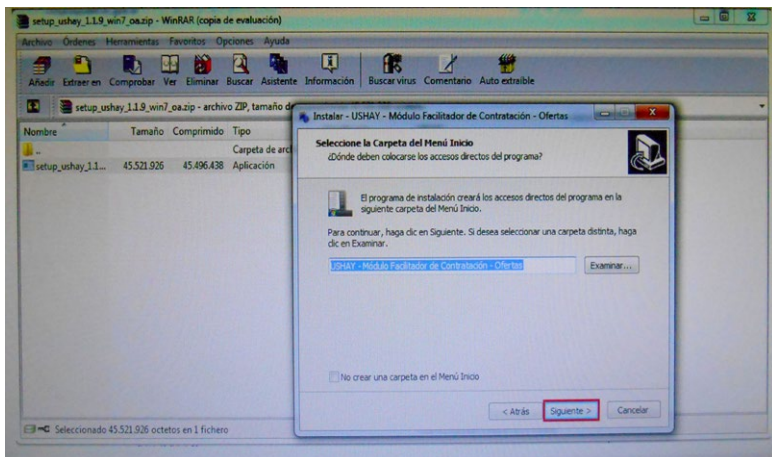 setup_ushay_1.1.9_win7_oa.zip - WinRAR (copia de evaluación)
Archivo Órdenes Herramientas Favoritos Opciones Ayuda
Añadir Extraer en Comprobar Ver Eliminar Buscar Asistente Información Buscar virus Comentario Auto extraible
setup_ushay_1.1.9_win7_oa.zip - archivo ZIP, tamaño de
Nombre Tamaño Comprimido Tipo
..
Carpeta de arc
setup_ushay_1.1... 45.521.926 45.496.438 Aplicación
Instalar - USHAY - Módulo Facilitador de Contratación - Ofertas
Seleccione la Carpeta del Menú Inicio
¿Dónde deben colocarse los accesos directos del programa?
El programa de instalación creará los accesos directos del programa en la
siguiente carpeta del Menú Inicio.
Para continuar, haga clic en Siguiente. Si desea seleccionar una carpeta distinta, haga
clic en Examinar.
USHAY - Módulo Facilitador de Contratación - Ofertas
Examinar...
No crear una carpeta en el Menú Inicio
< Atrás Siguiente > Cancelar
Seleccionado 45.521.926 octetos en 1 fichero